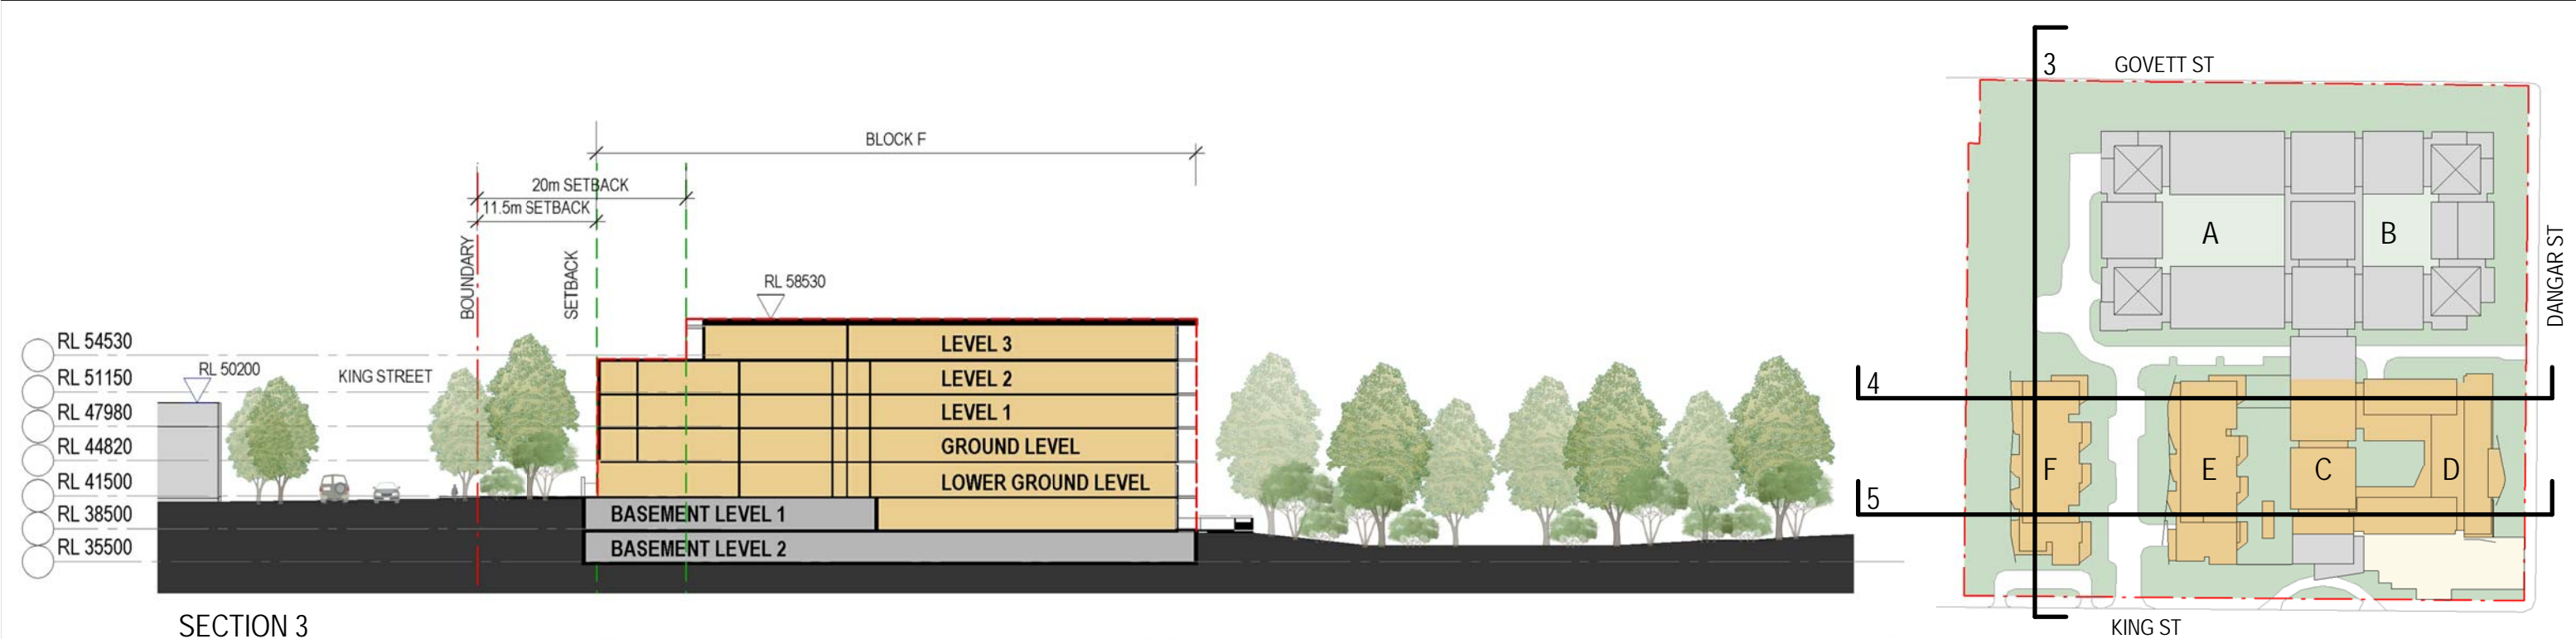 BLOCK F
20m SETBACK
11.5m SETBACK
BOUNDARY
SETBACK
RL 58530
RL 54530
RL 51150
RL 47980
RL 44820
RL 41500
RL 38500
RL 35500
RL 50200
KING STREET
LEVEL 3
LEVEL 2
LEVEL 1
GROUND LEVEL
LOWER GROUND LEVEL
BASEMENT LEVEL 1
BASEMENT LEVEL 2
SECTION 3
3
GOVETT ST
A
B
DANGAR ST
4
F
E
C
D
5
KING ST